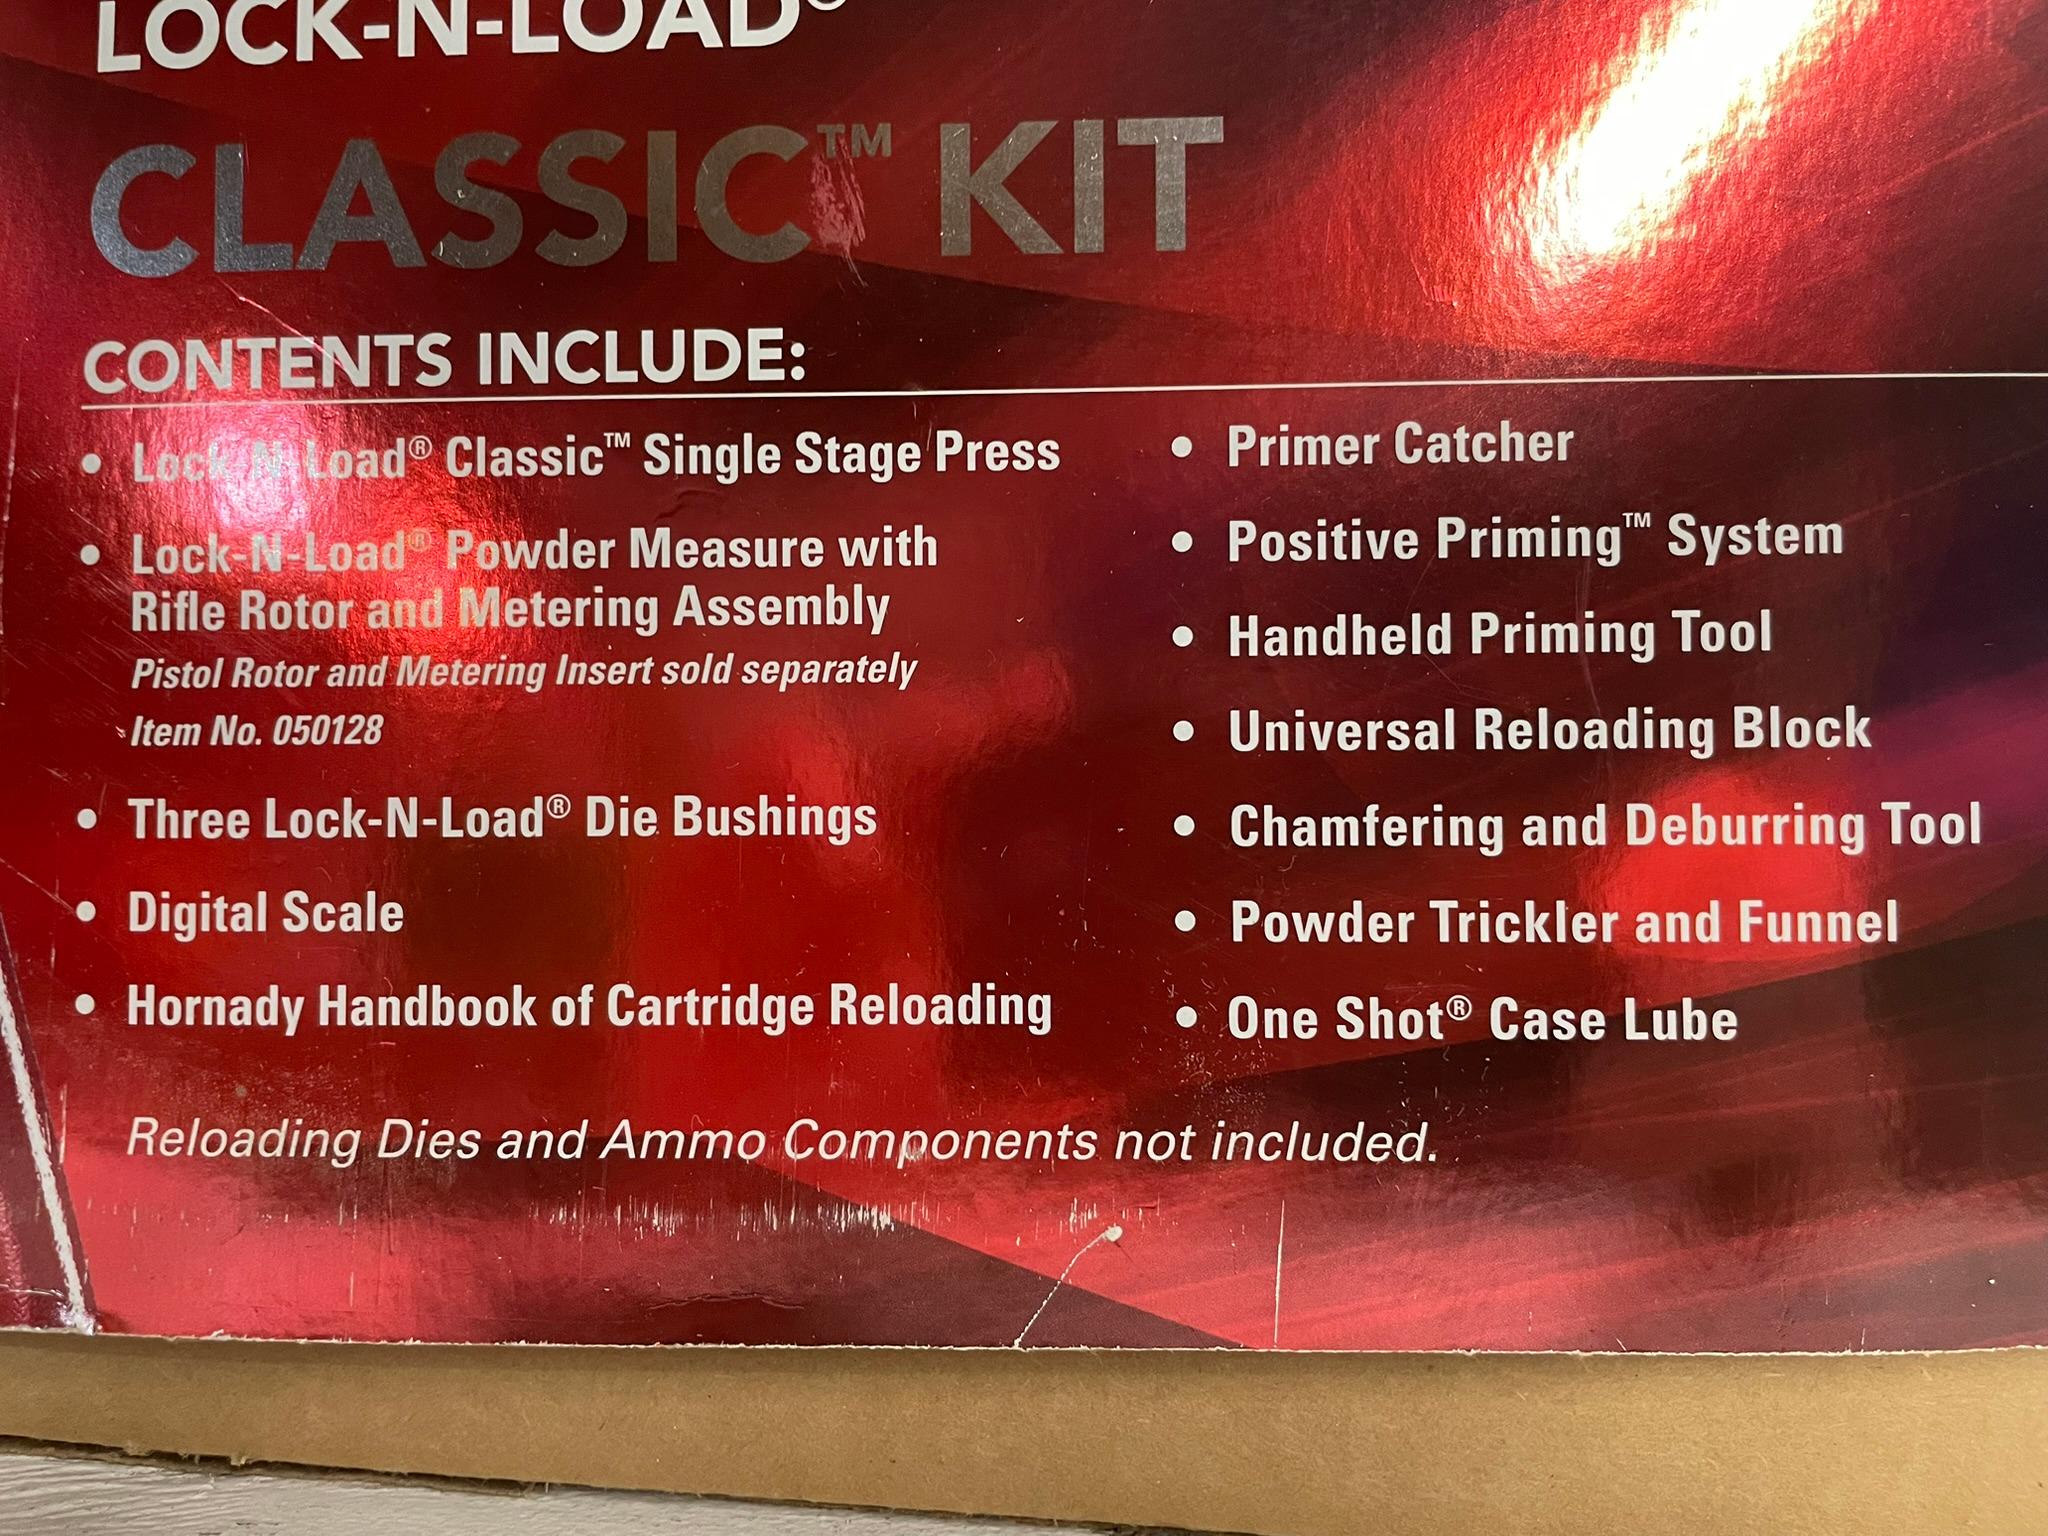 LOCK-N-LOAD®
CLASSIC™ KIT
CONTENTS INCLUDE:
• Lock-N-Load® Classic™ Single Stage Press
• Lock-N-Load® Powder Measure with
Rifle Rotor and Metering Assembly
Pistol Rotor and Metering Insert sold separately
Item No. 050128
• Three Lock-N-Load® Die Bushings
• Digital Scale
• Hornady Handbook of Cartridge Reloading
• Primer Catcher
• Positive Priming™ System
• Handheld Priming Tool
• Universal Reloading Block
• Chamfering and Deburring Tool
• Powder Trickler and Funnel
• One Shot® Case Lube
Reloading Dies and Ammo Components not included.